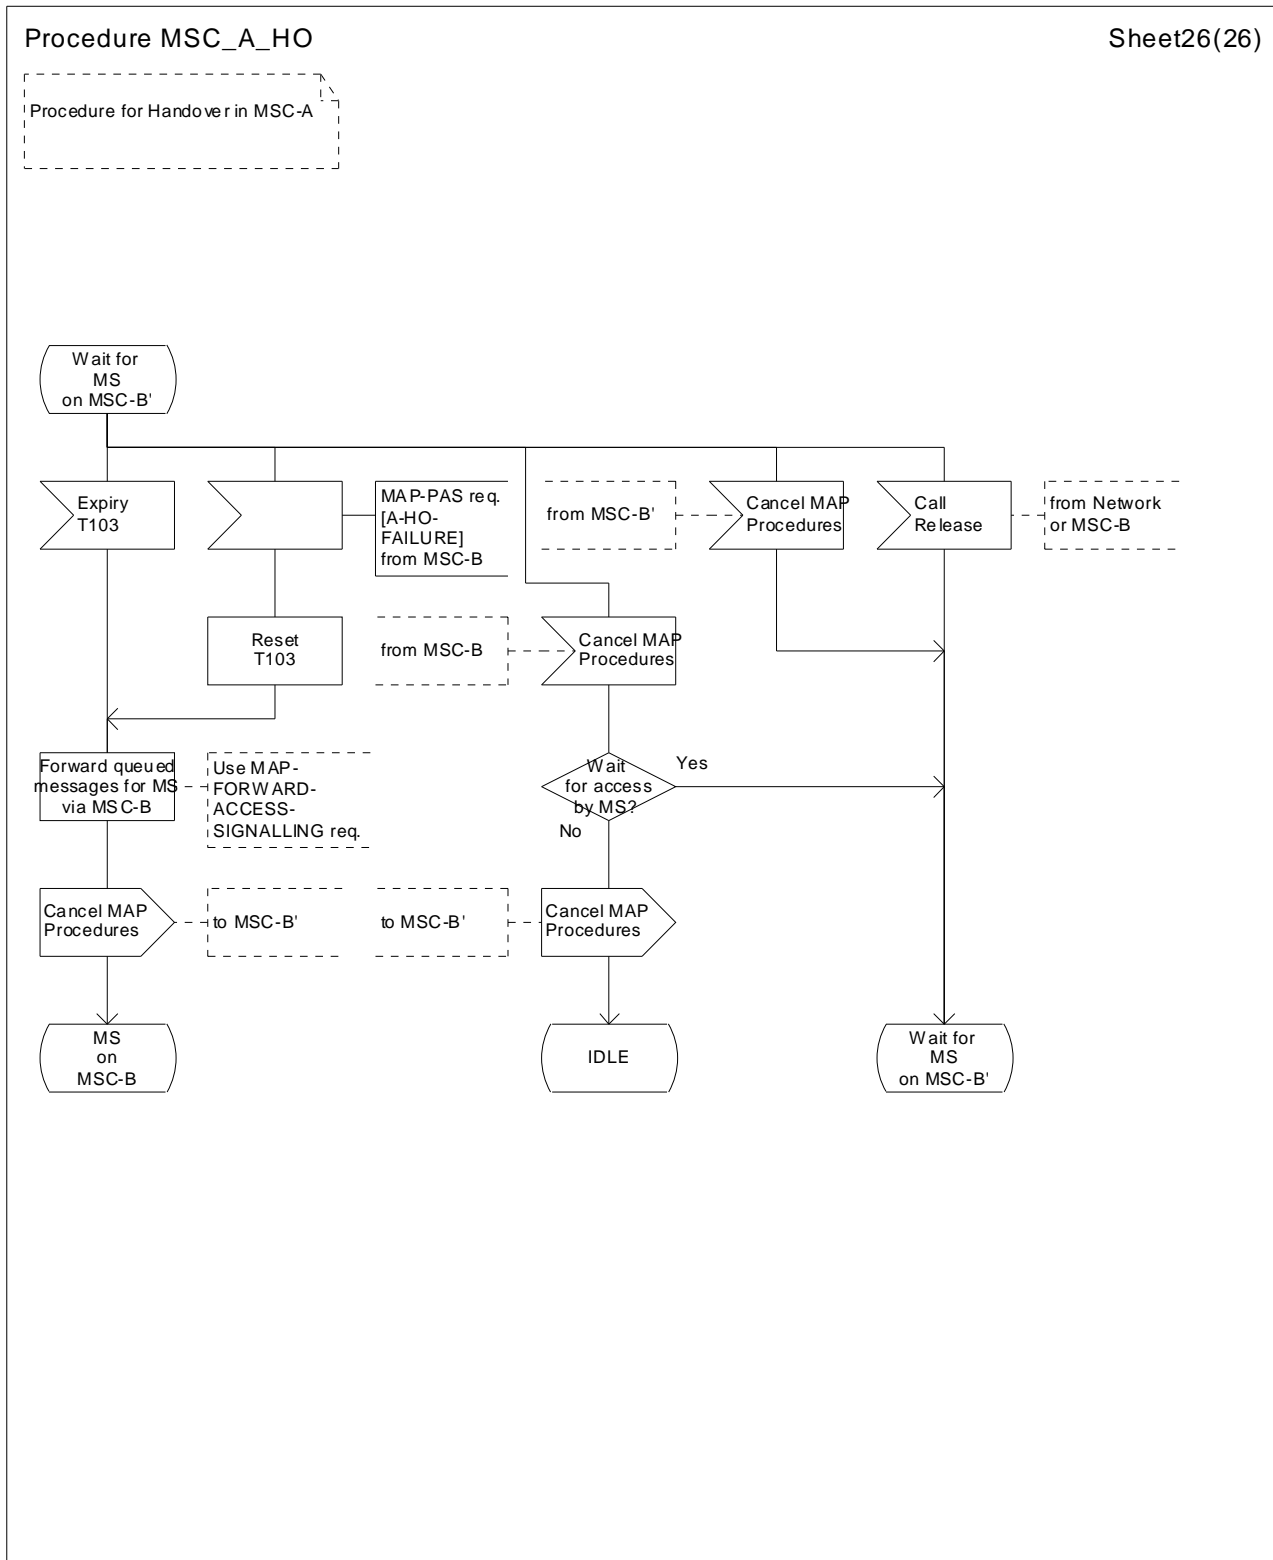 Procedure MSC_A_HO
Sheet26(26)
Procedure for Handover in MSC-A
Wait for
MS
on MSC-B'
Expiry
T103
MAP-PAS req.
[A-HO-
FAILURE]
from MSC-B
from MSC-B'
Cancel MAP
Procedures
Call
Release
from Network
or MSC-B
Reset
T103
from MSC-B
Cancel MAP
Procedures
Forward queued
messages for MS
via MSC-B
Use MAP-
FORWARD-
ACCESS-
SIGNALLING req.
Wait
for access
by MS?
Yes
No
Cancel MAP
Procedures
to MSC-B'
to MSC-B'
Cancel MAP
Procedures
MS
on
MSC-B
IDLE
Wait for
MS
on MSC-B'